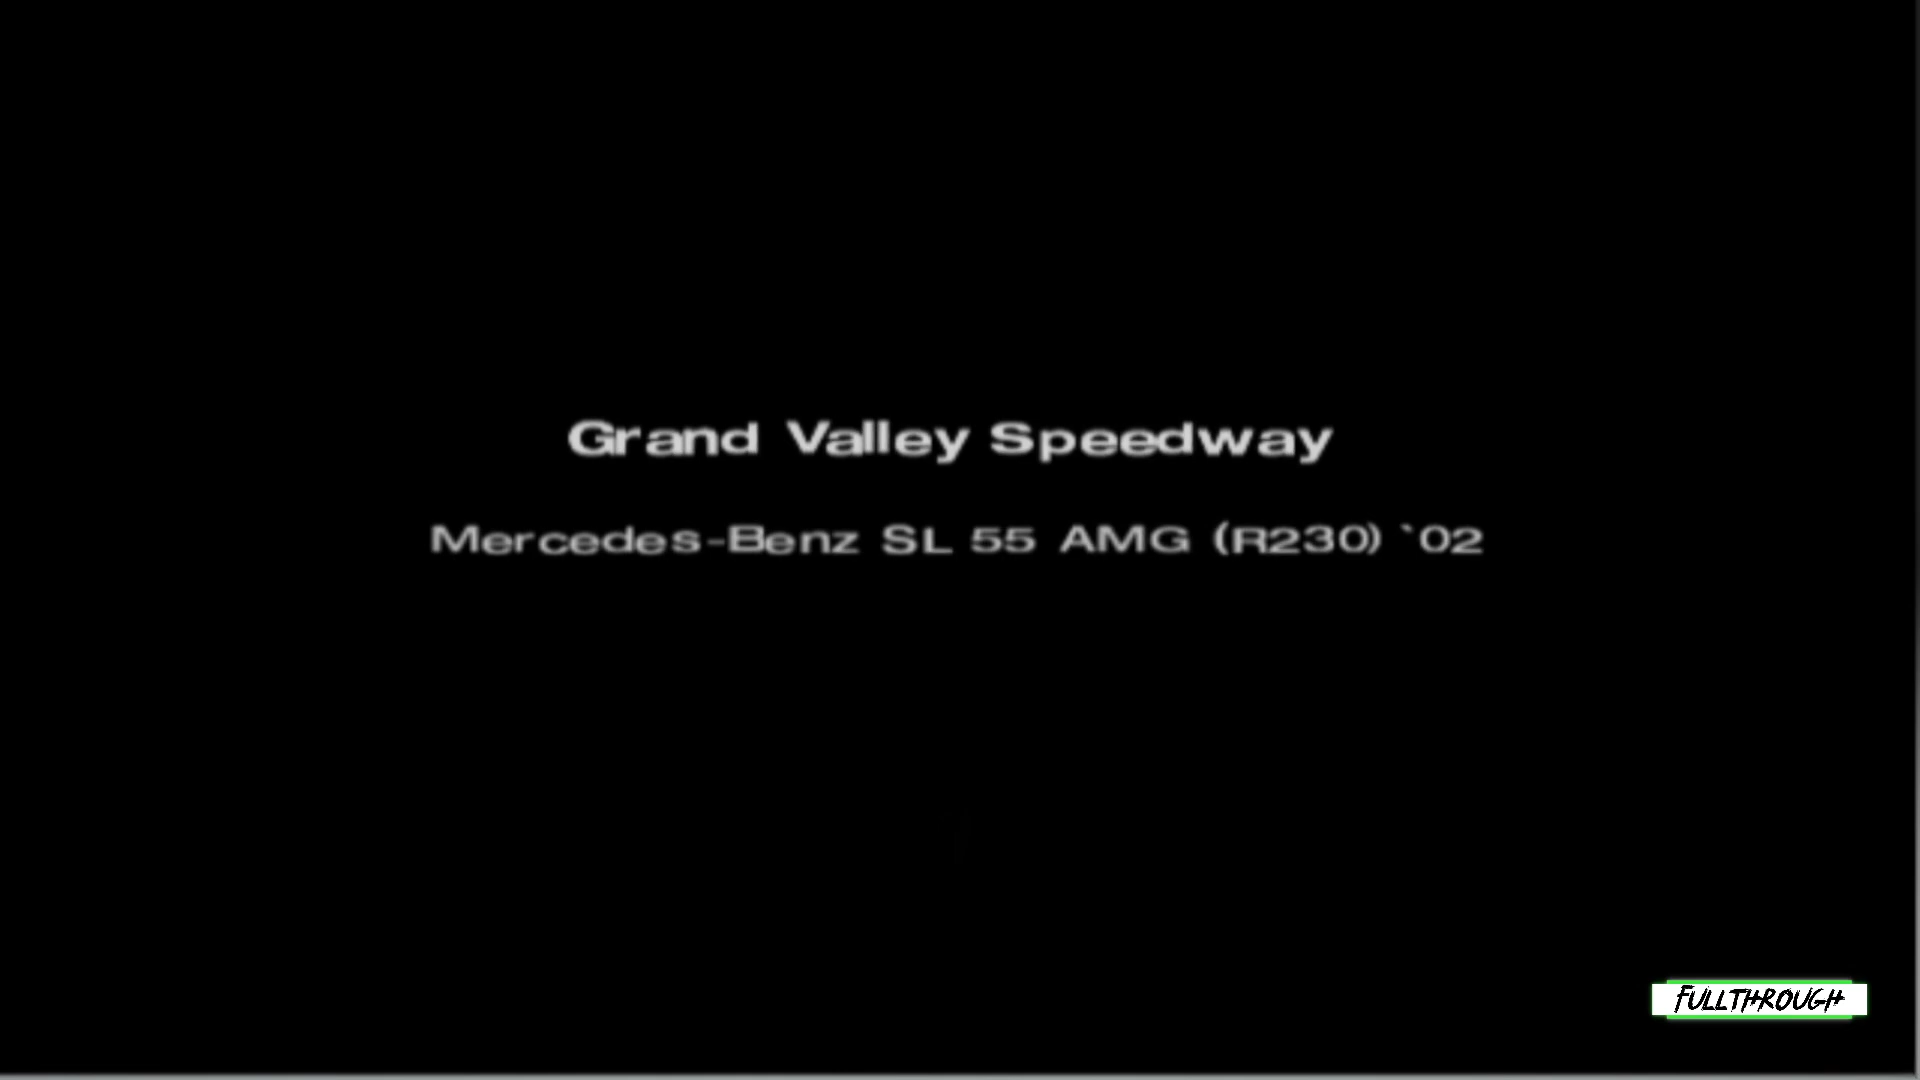 Grand Valley Speedway
Mercedes-Benz SL 55 AMG (R230) `02
FULLTHROUGH